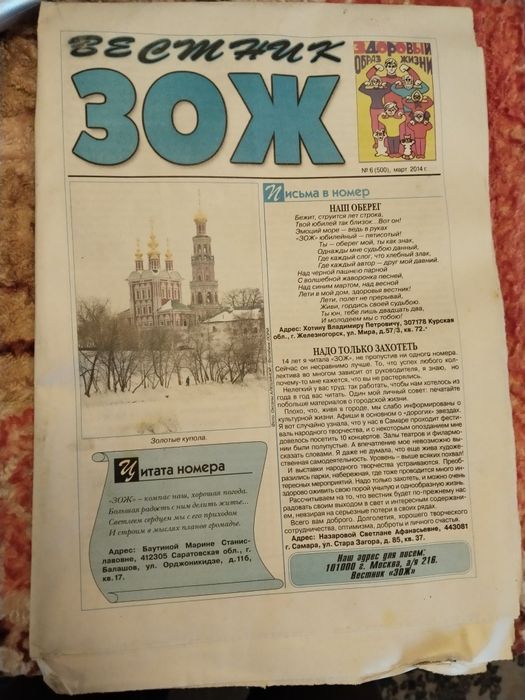 ВЕСТНИК
ЗОЖ
ЗДОРОВЫЙ
ОБРАЗ ЖИЗНИ
№ 6 (500), март 2014 г.
Золотые купола.
Цитата номера
«ЗОЖ» – компас наш, хорошая погода.
Большая радость с ним делить житье...
Светлеем сердцем мы с его приходом
И строим в мыслях планов громадье.
Адрес: Баутиной Марине Станис-
лавовне, 412305 Саратовская обл., г.
Балашов, ул. Орджоникидзе, д.116,
кв.17.
Письма в номер
НАШ ОБЕРЕГ
Бежит, струится лет строка,
Твой юбилей так близок...Вот он!
Эмоций море — ведь в руках
«ЗОЖ» юбилейный – пятисотый!
Ты — оберег мой, ты как знак,
Однажды мне судьбою данный,
Где каждый слог, что хлебный злак,
Где каждый автор — друг мой давний.
Над черной пашнею парной
С волшебной жаворонка песней,
Над синим мартом, над весной
Лети в мой дом, здоровья вестник!
Лети, полет не прерывай,
Живи, гордись своей судьбою.
Ты юн, тебе лишь двадцать два,
И молодеем мы с тобою!
Адрес: Хотину Владимиру Петровичу, 307178 Курская
обл., г. Железногорск, ул. Мира, д.57/3, кв. 72.
НАДО ТОЛЬКО ЗАХОТЕТЬ
14 лет я читала «ЗОЖ», не пропустив ни одного номера.
Сейчас он несравнимо лучше. То, что успех любого кол-
лектива во многом зависит от руководителя, я знаю, но
почему-то мне кажется, что вы не растерялись.
Нелегкий у вас труд: так работать, чтобы нам хотелось из
года в год вас читать. Один мой личный совет: печатайте
побольше материалов о городской жизни.
Плохо, что, живя в городе, мы слабо информированы о
культурной жизни. Афиши в основном о «дорогих» звездах.
Я вот случайно узнала, что у нас в Самаре проходит фести-
валь народного творчества, и с некоторым опозданием мне
довелось посетить 10 концертов. Залы театров и филармо-
нии были полупусты. А впечатление мое невозможно вы-
сказать словами. Я даже не думала, что еще жива художе-
ственная самодеятельность. Уровень – выше всяких похвал!
И выставки народного творчества устраиваются. Преоб-
разились парки, набережная, где тоже проводится много ин-
тересных мероприятий. Надо только захотеть, и можно очень
здорово оживить свою порой унылую и однообразную жизнь.
Рассчитываем на то, что вестник будет по-прежнему нас
радовать своим выходом в свет и интересным содержани-
ем, невзирая на серьезные потери в своих рядах.
Всего вам доброго. Долголетия, хорошего творческого
сотрудничества, оптимизма, доброты и личного счастья.
Адрес: Назаровой Светлане Афанасьевне, 443081
г. Самара, ул. Стара Загора, д. 85, кв. 37.
Наш адрес для писем:
101000 г. Москва, а/я 216.
Вестник «ЗОЖ»